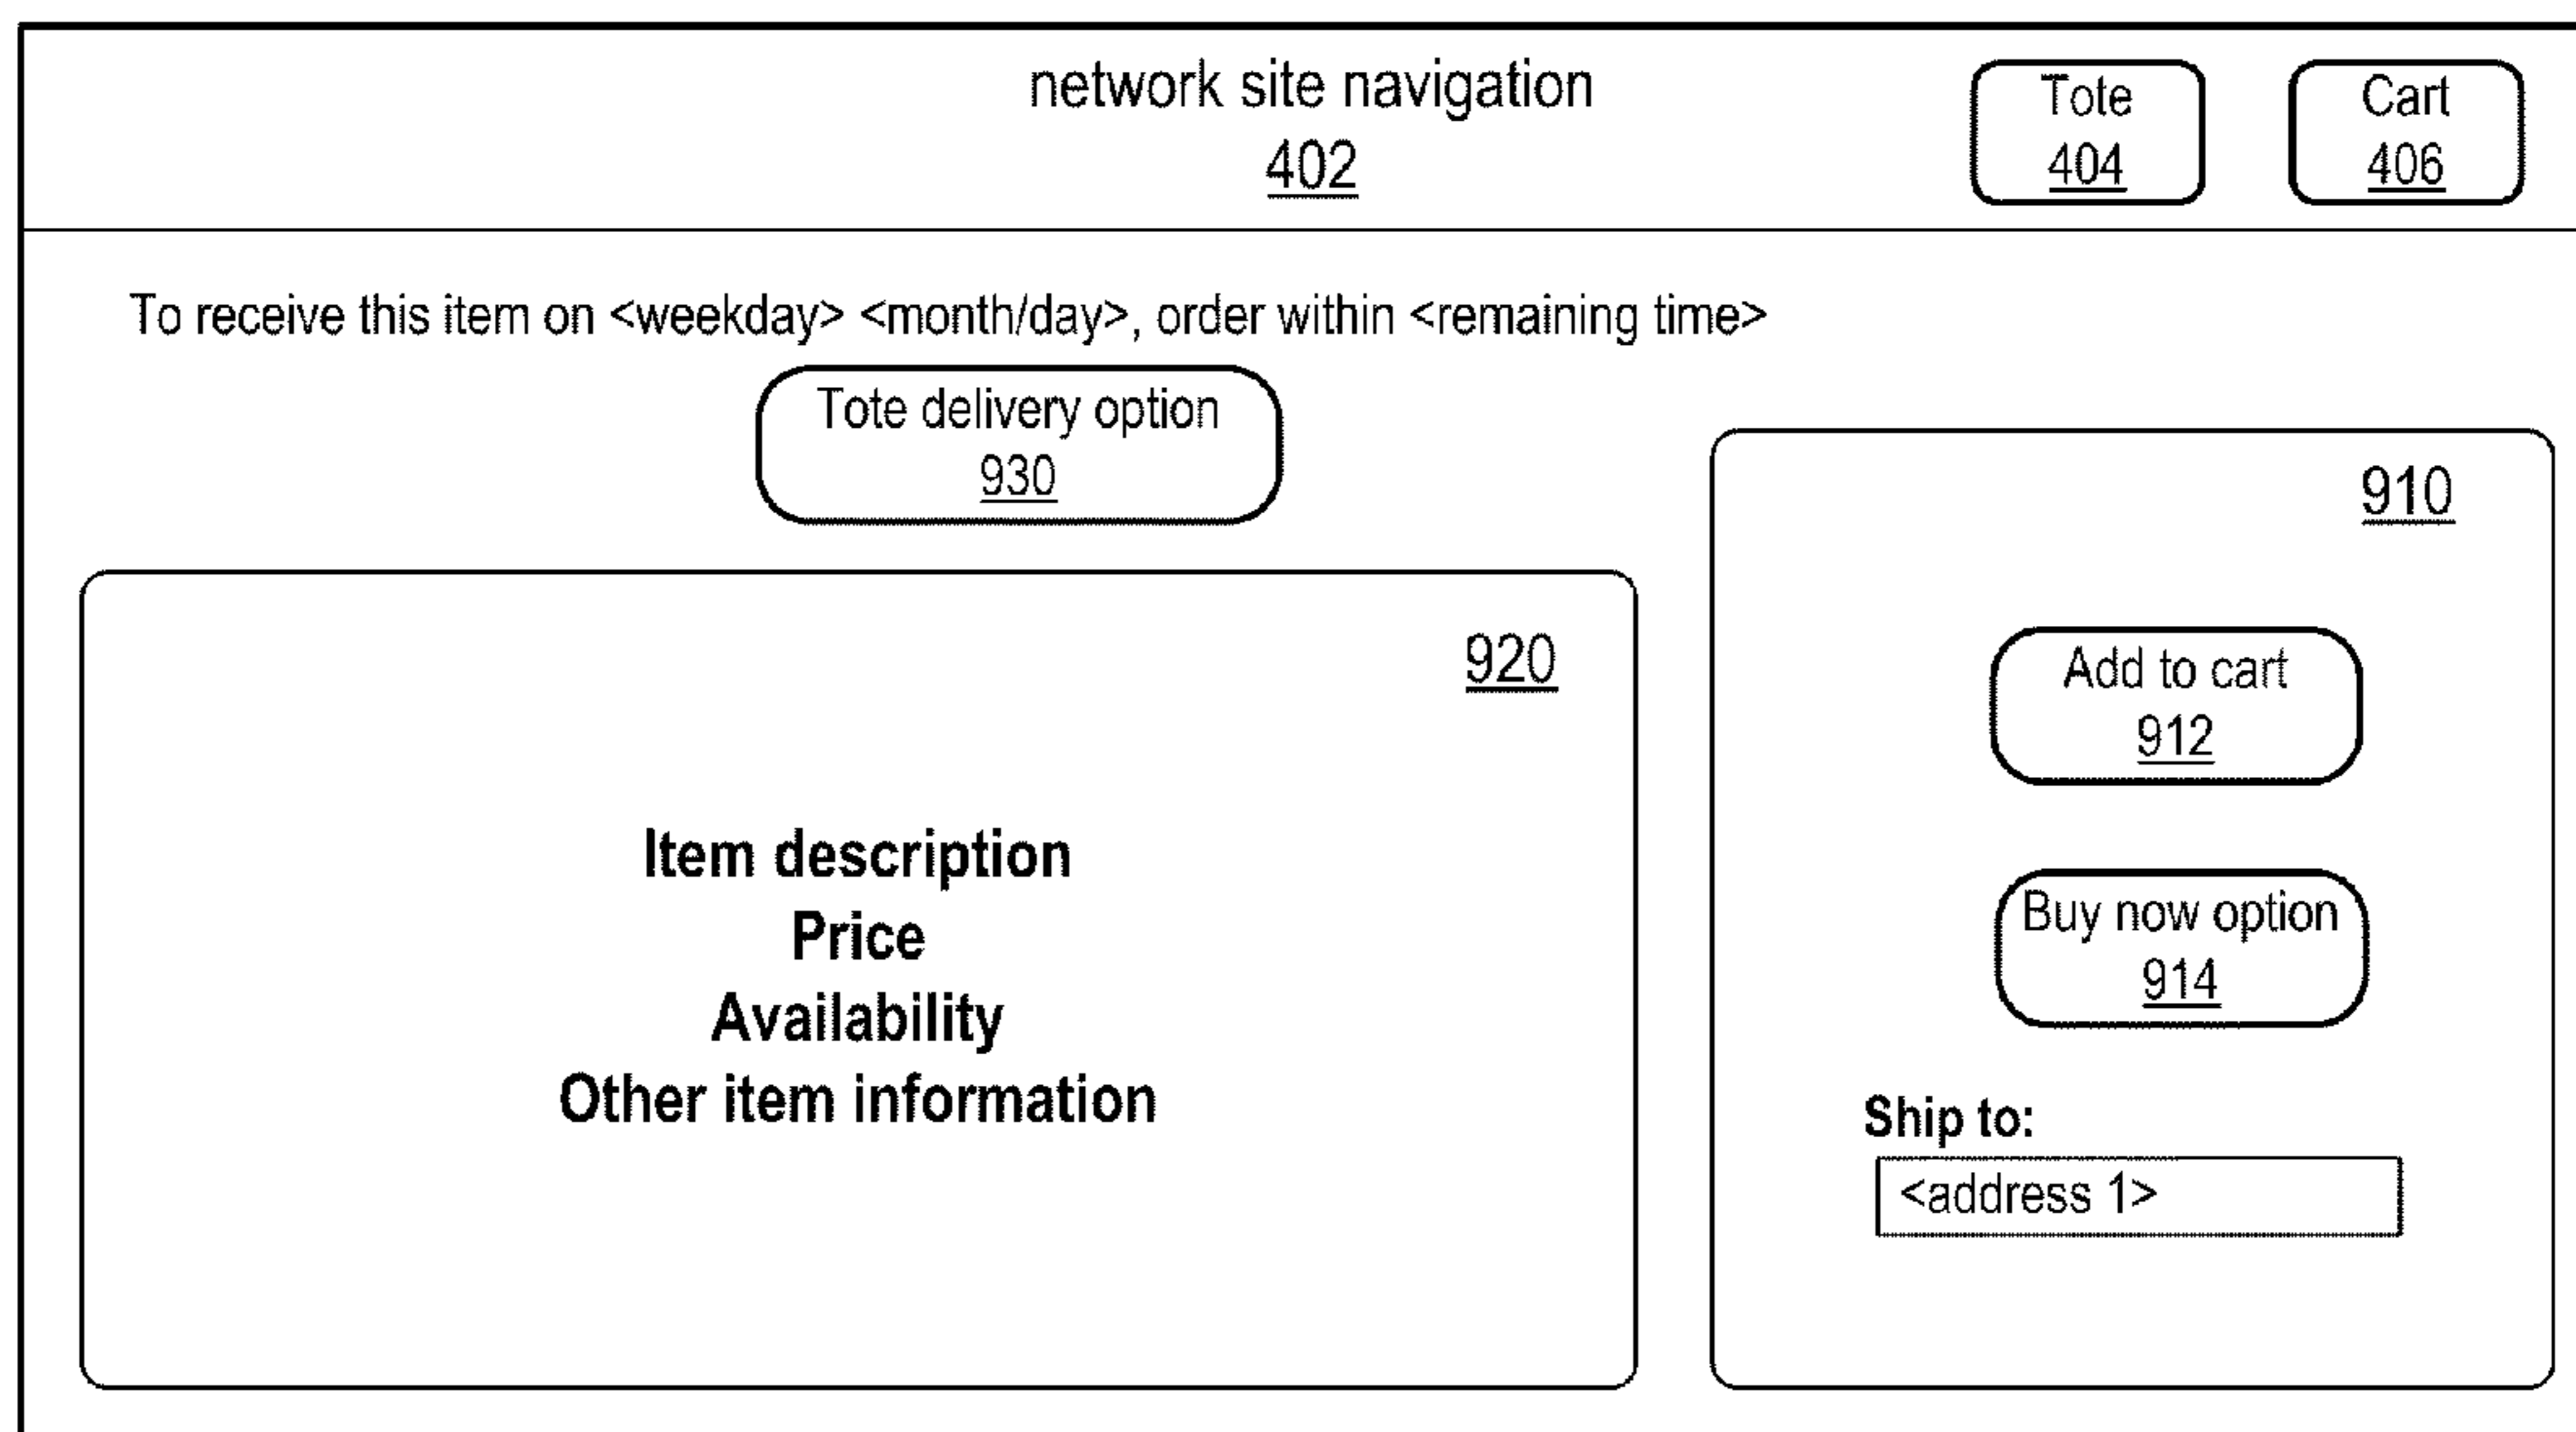 network site navigation
402
Tote
404
Cart
406
To receive this item on <weekday> <month/day>, order within <remaining time>
Tote delivery option
930
920
Item description
Price
Availability
Other item information
910
Add to cart
912
Buy now option
914
Ship to:
<address 1>